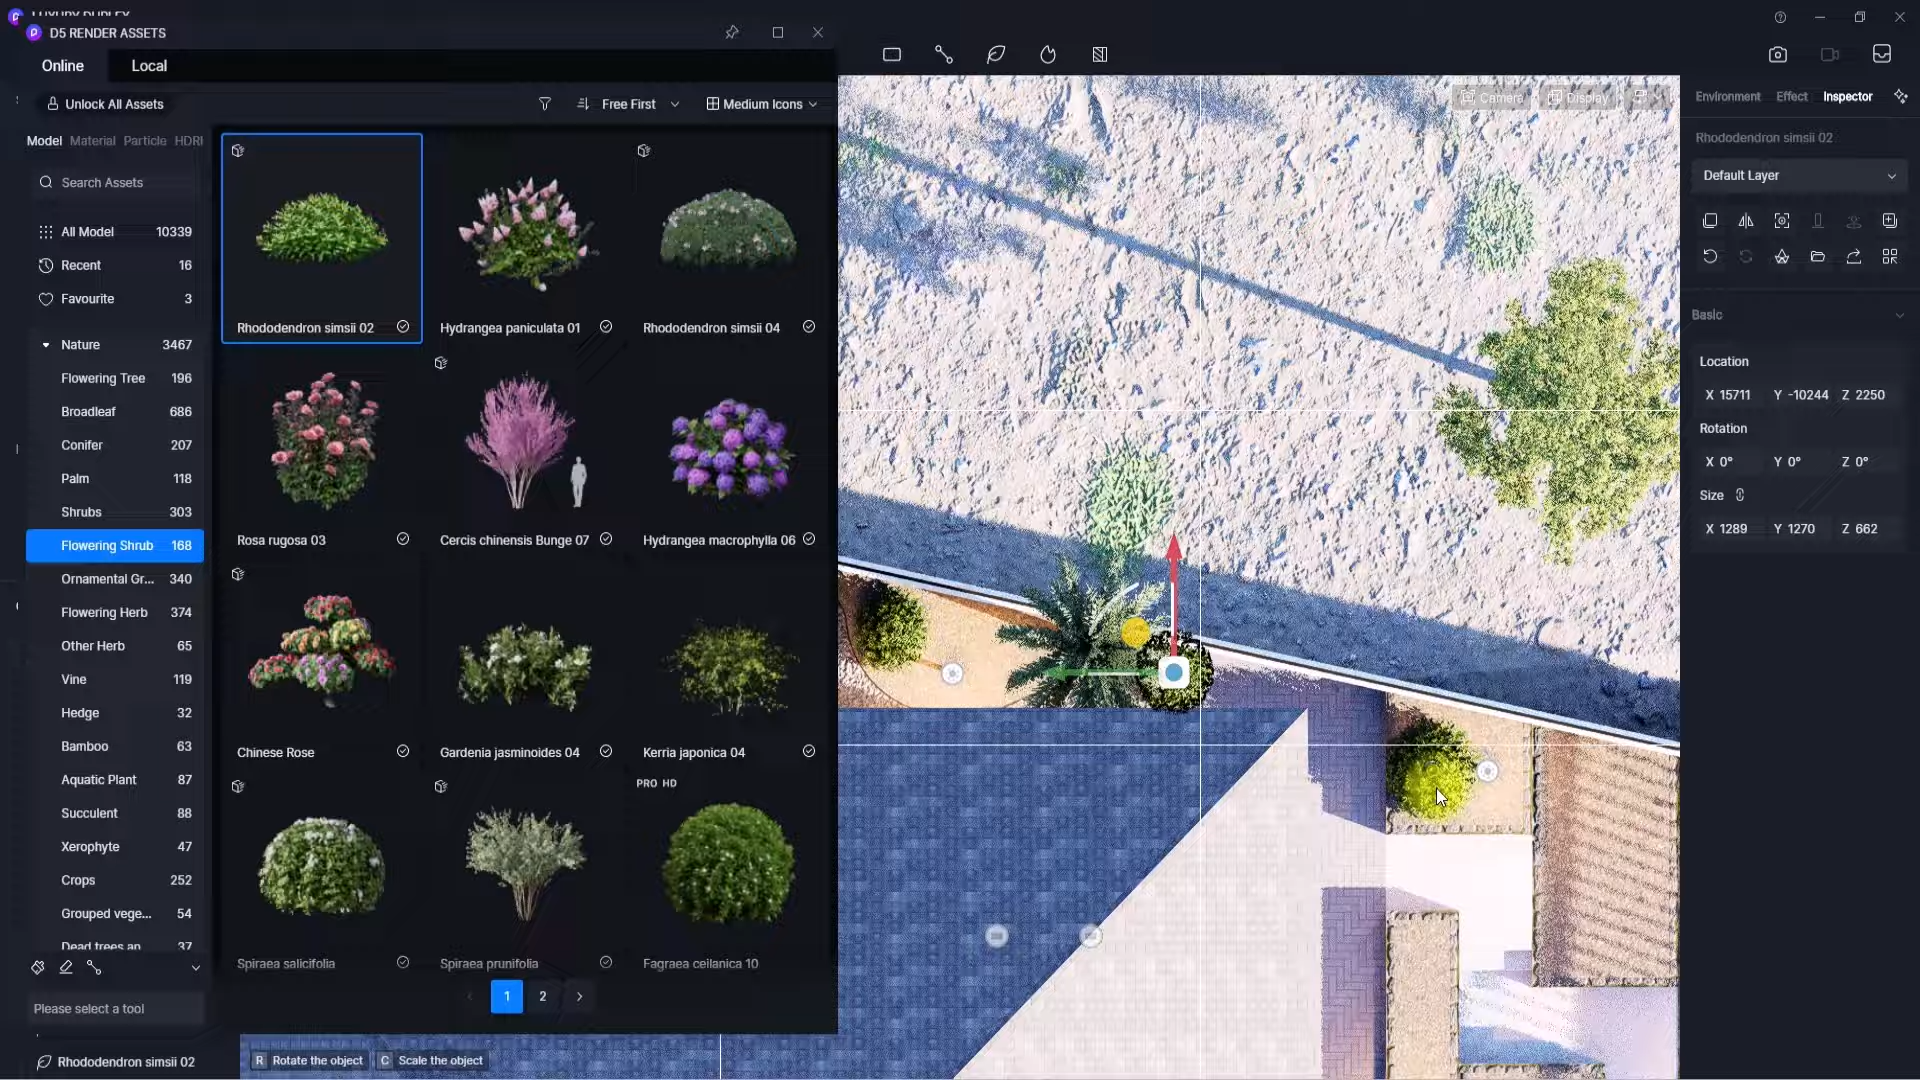 D5 RENDER ASSETS
Online
Local
Unlock All Assets
Free First
Medium Icons
Model
Material
Particle
HDRI
Search Assets
All Model 10339
Recent 16
Favourite 3
Nature 3467
Flowering Tree 196
Broadleaf 686
Conifer 207
Palm 118
Shrubs 303
Flowering Shrub 168
Ornamental Gr... 340
Flowering Herb 374
Other Herb 65
Vine 119
Hedge 32
Bamboo 63
Aquatic Plant 87
Succulent 88
Xerophyte 47
Crops 252
Grouped vege... 54
Dead trees an 37
Please select a tool
Rhododendron simsii 02
Rhododendron simsii 02
Hydrangea paniculata 01
Rhododendron simsii 04
Rosa rugosa 03
Cercis chinensis Bunge 07
Hydrangea macrophylla 06
Chinese Rose
Gardenia jasminoides 04
Kerria japonica 04
PRO HD
Spiraea salicifolia
Spiraea prunifolia
Fagraea ceilanica 10
1
2
R Rotate the object
C Scale the object
Camera
Display
Environment
Effect
Inspector
Rhododendron simsii 02
Default Layer
Basic
Location
X 15711 Y -10244 Z 2250
Rotation
X 0° Y 0° Z 0°
Size
X 1289 Y 1270 Z 662